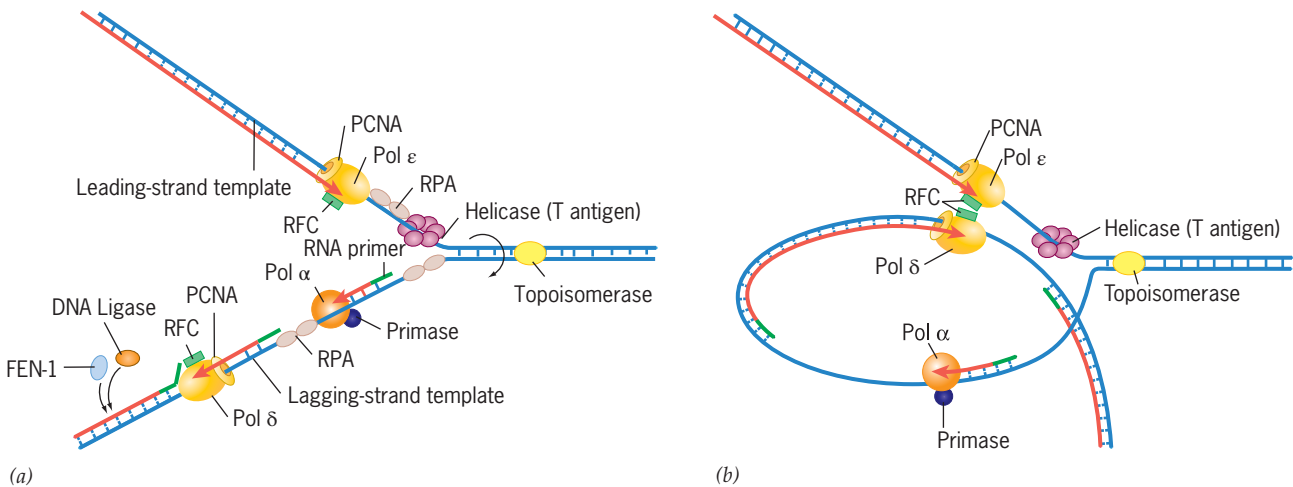 PCNA
Pol ε
Leading-strand template
RPA
RFC
Helicase (T antigen)
RNA primer
Pol α
Topoisomerase
PCNA
DNA Ligase
RFC
Primase
FEN-1
RPA
Lagging-strand template
Pol δ
(a)
PCNA
Pol ε
RFC
Helicase (T antigen)
Pol δ
Topoisomerase
Pol α
Primase
(b)